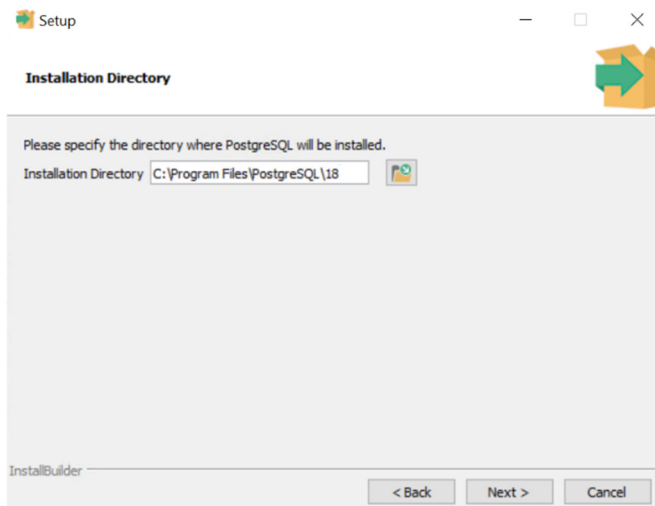 Setup
Installation Directory
Please specify the directory where PostgreSQL will be installed.
Installation Directory C:\Program Files\PostgreSQL\18
InstallBuilder
< Back Next > Cancel